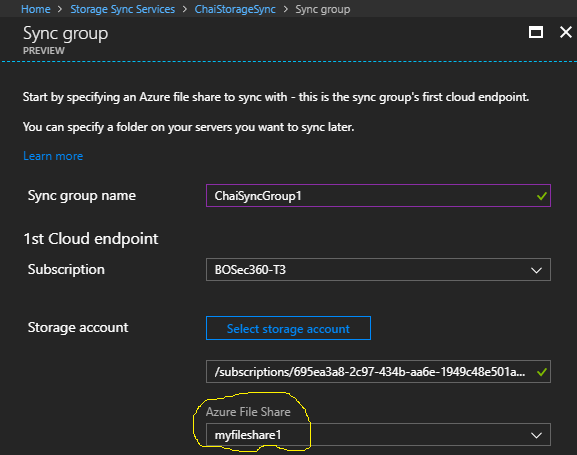 Home > Storage Sync Services > ChaiStorageSync > Sync group
Sync group
PREVIEW
Start by specifying an Azure file share to sync with - this is the sync group's first cloud endpoint.
You can specify a folder on your servers you want to sync later.
Learn more
Sync group name
ChaiSyncGroup1
1st Cloud endpoint
Subscription
BOSec360-T3
Storage account
Select storage account
/subscriptions/695ea3a8-2c97-434b-aa6e-1949c48e501a...
Azure File Share
myfileshare1